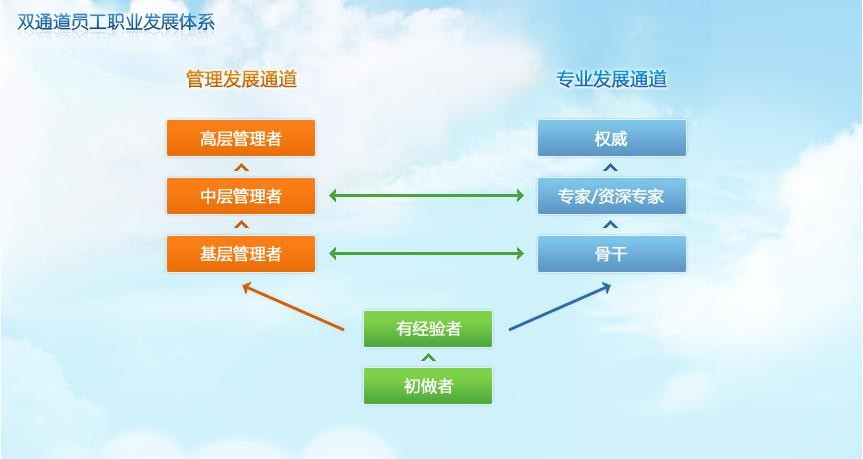 双通道员工职业发展体系
管理发展通道
专业发展通道
高层管理者
权威
中层管理者
专家/资深专家
基层管理者
骨干
有经验者
初做者